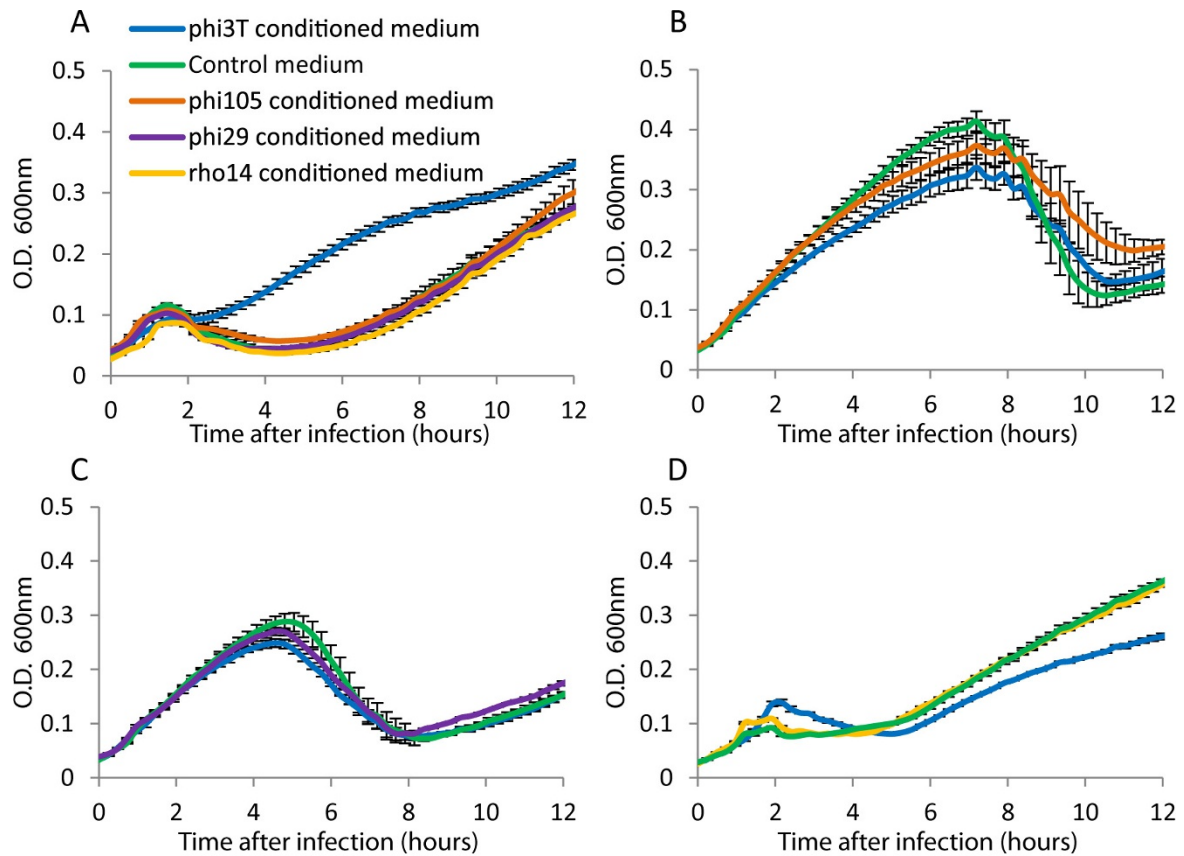 A
phi3T conditioned medium
Control medium
phi105 conditioned medium
phi29 conditioned medium
rho14 conditioned medium
O.D. 600nm
0.5
0.4
0.3
0.2
0.1
0
0 2 4 6 8 10 12
Time after infection (hours)
B
O.D. 600nm
0.5
0.4
0.3
0.2
0.1
0
0 2 4 6 8 10 12
Time after infection (hours)
C
O.D. 600nm
0.5
0.4
0.3
0.2
0.1
0
0 2 4 6 8 10 12
Time after infection (hours)
D
O.D. 600nm
0.5
0.4
0.3
0.2
0.1
0
0 2 4 6 8 10 12
Time after infection (hours)